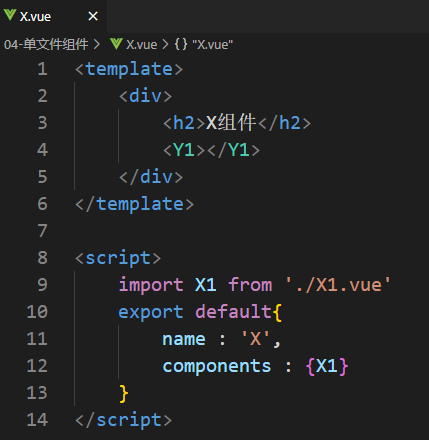 X.vue ×
04-单文件组件 > X.vue > {} "X.vue"
1 <template>
2     <div>
3         <h2>X组件</h2>
4         <Y1></Y1>
5     </div>
6 </template>
7
8 <script>
9     import X1 from './X1.vue'
10     export default{
11         name : 'X',
12         components : {X1}
13     }
14 </script>